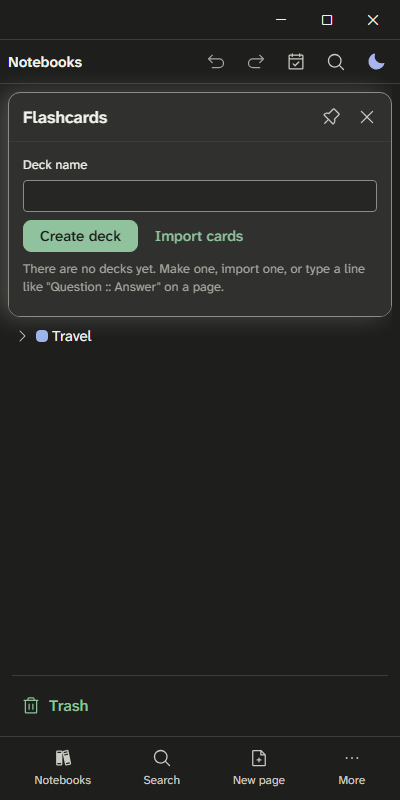 Notebooks
Flashcards
Deck name
Create deck
Import cards
There are no decks yet. Make one, import one, or type a line
like "Question :: Answer" on a page.
Travel
Trash
Notebooks
Search
New page
More